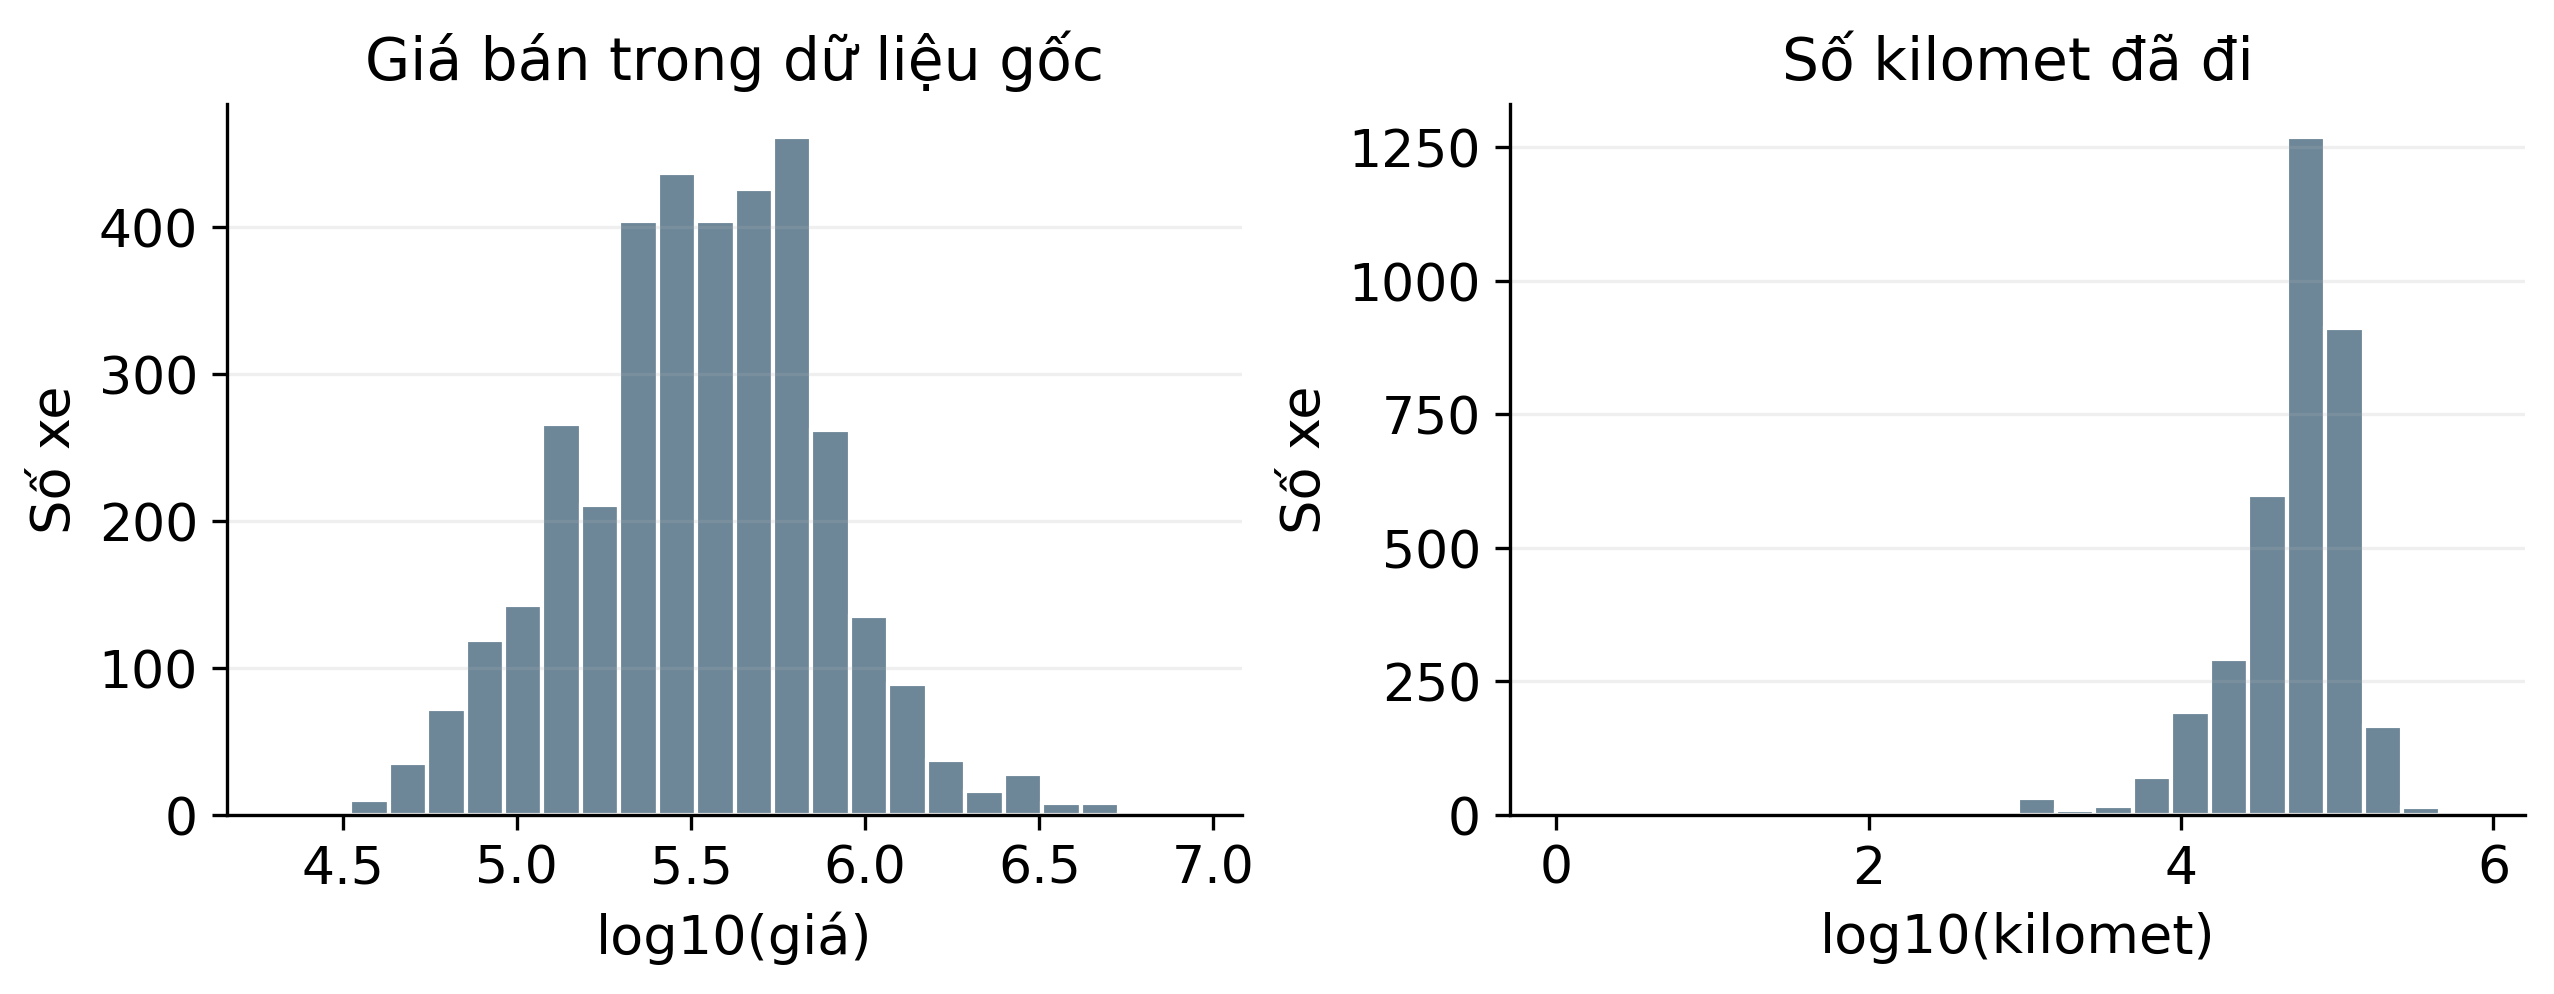 Giá bán trong dữ liệu gốc
Số xe
400
300
200
100
0
4.5 5.0 5.5 6.0 6.5 7.0
log10(giá)
Số kilomet đã đi
Số xe
1250
1000
750
500
250
0
0 2 4 6
log10(kilomet)